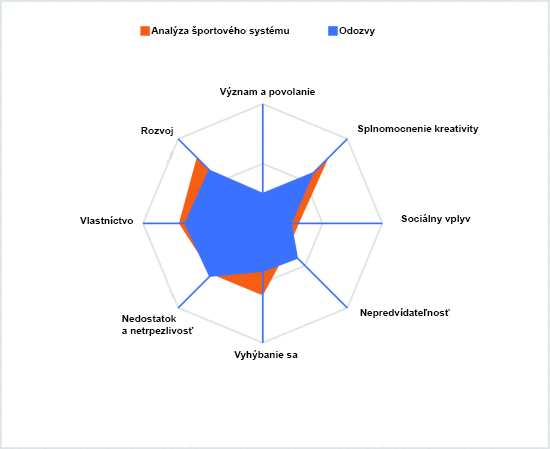 Analýza športového systému
Odozvy
Význam a povolanie
Rozvoj
Splnomocnenie kreativity
Vlastníctvo
Sociálny vplyv
Nedostatok
a netrpezlivosť
Nepredvídateľnosť
Vyhýbanie sa